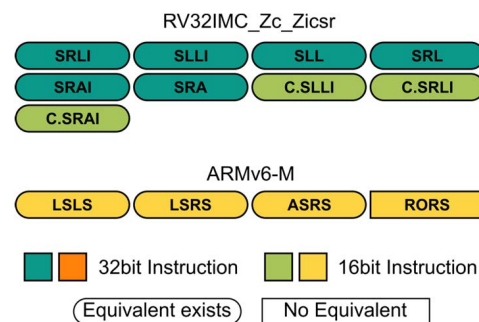 RV32IMC_Zc_Zicsr
SRLI SLLI SLL SRL
SRAI SRA C.SLLI C.SRLI
C.SRAI
ARMv6-M
LSLS LSRS ASRS RORS
32bit Instruction 16bit Instruction
Equivalent exists No Equivalent